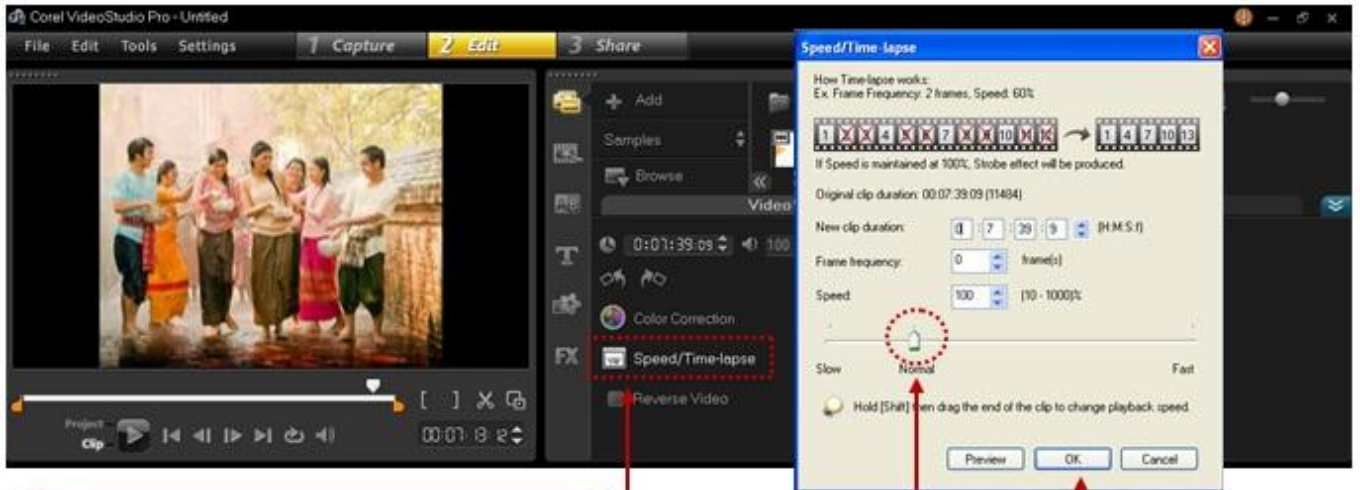 Corel VideoStudio Pro - Untitled
File Edit Tools Settings
1 Capture 2 Edit 3 Share
Add
Samples
Browse
Video
0:07:39:09 100
Color Correction
FX
Speed/Time-lapse
Reverse Video
Project
Clip
[ ]
00:07:13:12
Speed/Time-lapse
How Time-lapse works:
Ex. Frame Frequency: 2 frames, Speed: 60%
1 4 7 10 1 4 7 10 13
If Speed is maintained at 100%, Strobe effect will be produced.
Original clip duration: 00:07:39:09 (11484)
New clip duration: 0 : 7 : 39 : 9 (H:M:S:f)
Frame frequency: 0 frame(s)
Speed: 100 (10 - 1000)%
Slow Normal Fast
Hold [Shift] then drag the end of the clip to change playback speed.
Preview OK Cancel